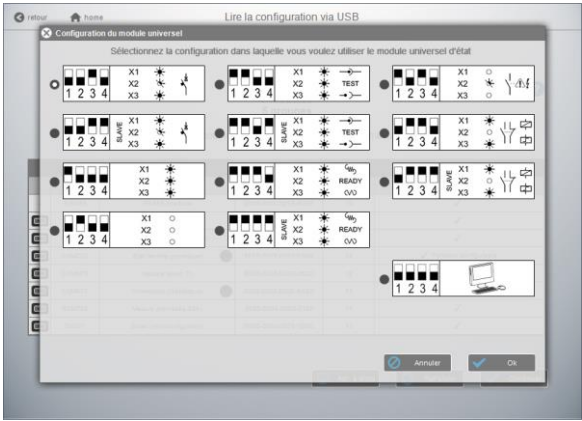 retour home Lire la configuration via USB
Configuration du module universel
Sélectionnez la configuration dans laquelle vous voulez utiliser le module universel d'état
1 2 3 4 X1 X2 X3
1 2 3 4 X1 X2 TEST X3
1 2 3 4 X1 X2 X3
1 2 3 4 SLAVE X1 X2 X3
1 2 3 4 SLAVE X1 X2 TEST X3
1 2 3 4 X1 X2 X3
1 2 3 4 X1 X2 X3
1 2 3 4 X1 X2 READY X3
1 2 3 4 SLAVE X1 X2 X3
1 2 3 4 X1 X2 X3
1 2 3 4 SLAVE X1 X2 READY X3
1 2 3 4
Annuler Ok